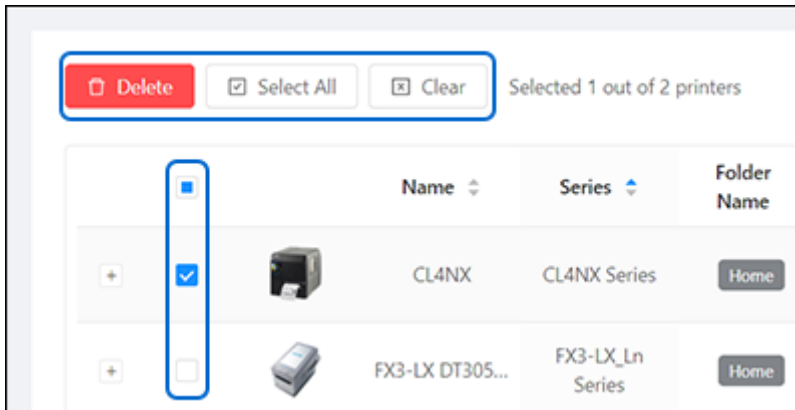 Delete Select All Clear Selected 1 out of 2 printers
Name Series Folder
Name
+ CL4NX CL4NX Series Home
+ FX3-LX DT305... FX3-LX_Ln
Series Home